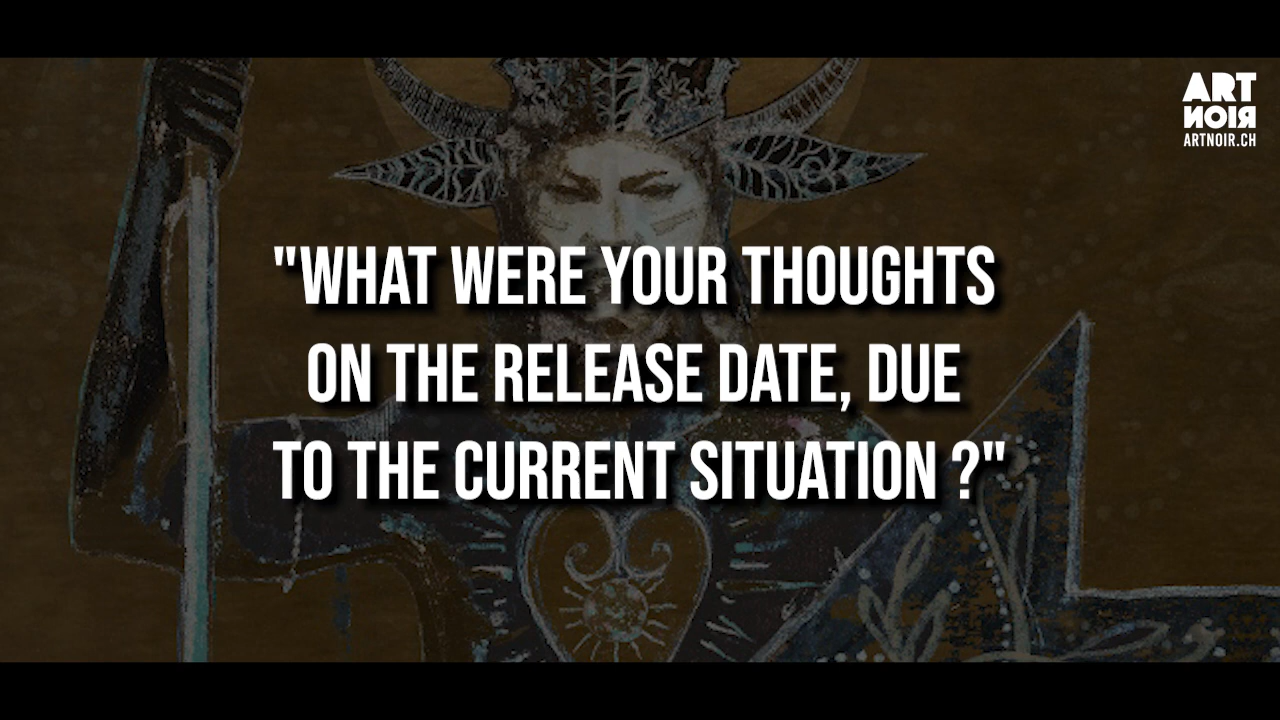 ART
NOIR
ARTNOIR.CH
"WHAT WERE YOUR THOUGHTS
ON THE RELEASE DATE, DUE
TO THE CURRENT SITUATION ?"